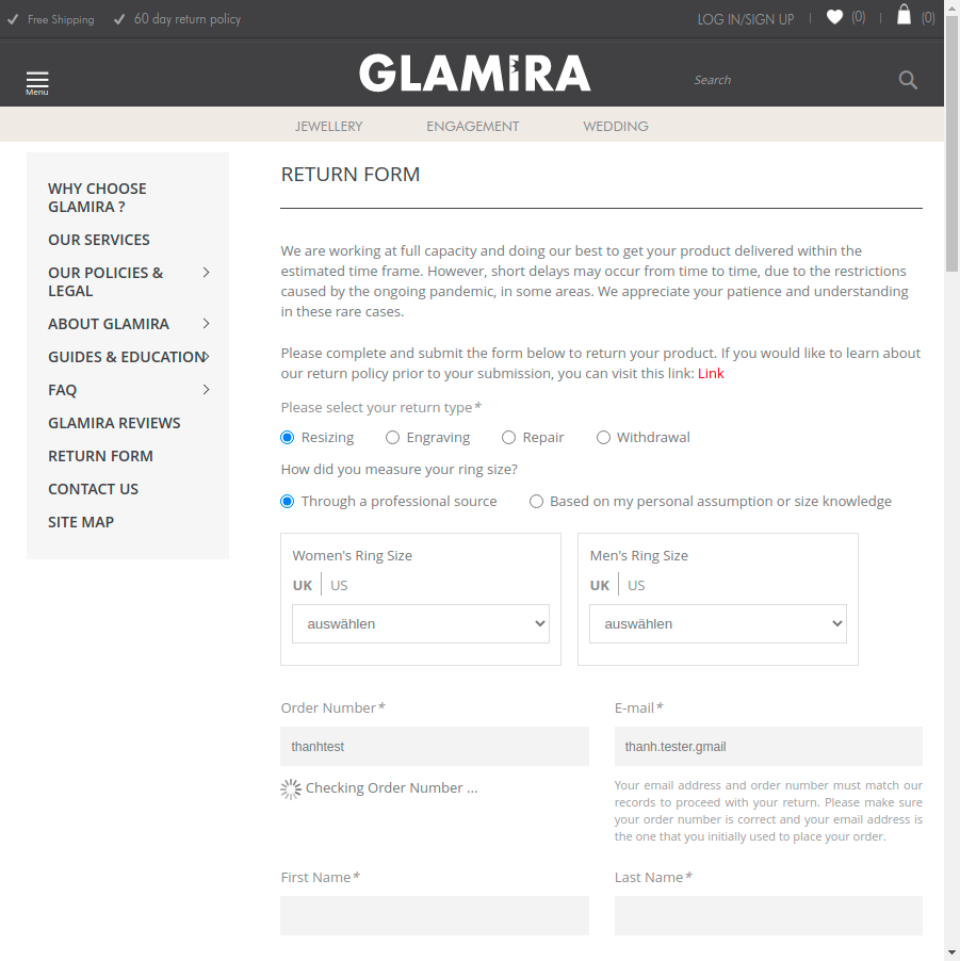 Free Shipping
60 day return policy
LOG IN/SIGN UP | (0) | (0)
Menu
GLAMIRA
Search
JEWELLERY ENGAGEMENT WEDDING
WHY CHOOSE
GLAMIRA ?
OUR SERVICES
OUR POLICIES &
LEGAL
ABOUT GLAMIRA
GUIDES & EDUCATION
FAQ
GLAMIRA REVIEWS
RETURN FORM
CONTACT US
SITE MAP
RETURN FORM
We are working at full capacity and doing our best to get your product delivered within the
estimated time frame. However, short delays may occur from time to time, due to the restrictions
caused by the ongoing pandemic, in some areas. We appreciate your patience and understanding
in these rare cases.
Please complete and submit the form below to return your product. If you would like to learn about
our return policy prior to your submission, you can visit this link: Link
Please select your return type*
Resizing Engraving Repair Withdrawal
How did you measure your ring size?
Through a professional source Based on my personal assumption or size knowledge
Women's Ring Size
UK | US
auswählen
Men's Ring Size
UK | US
auswählen
Order Number*
thanhtest
Checking Order Number ...
E-mail*
thanh.tester.gmail
Your email address and order number must match our
records to proceed with your return. Please make sure
your order number is correct and your email address is
the one that you initially used to place your order.
First Name*
Last Name*